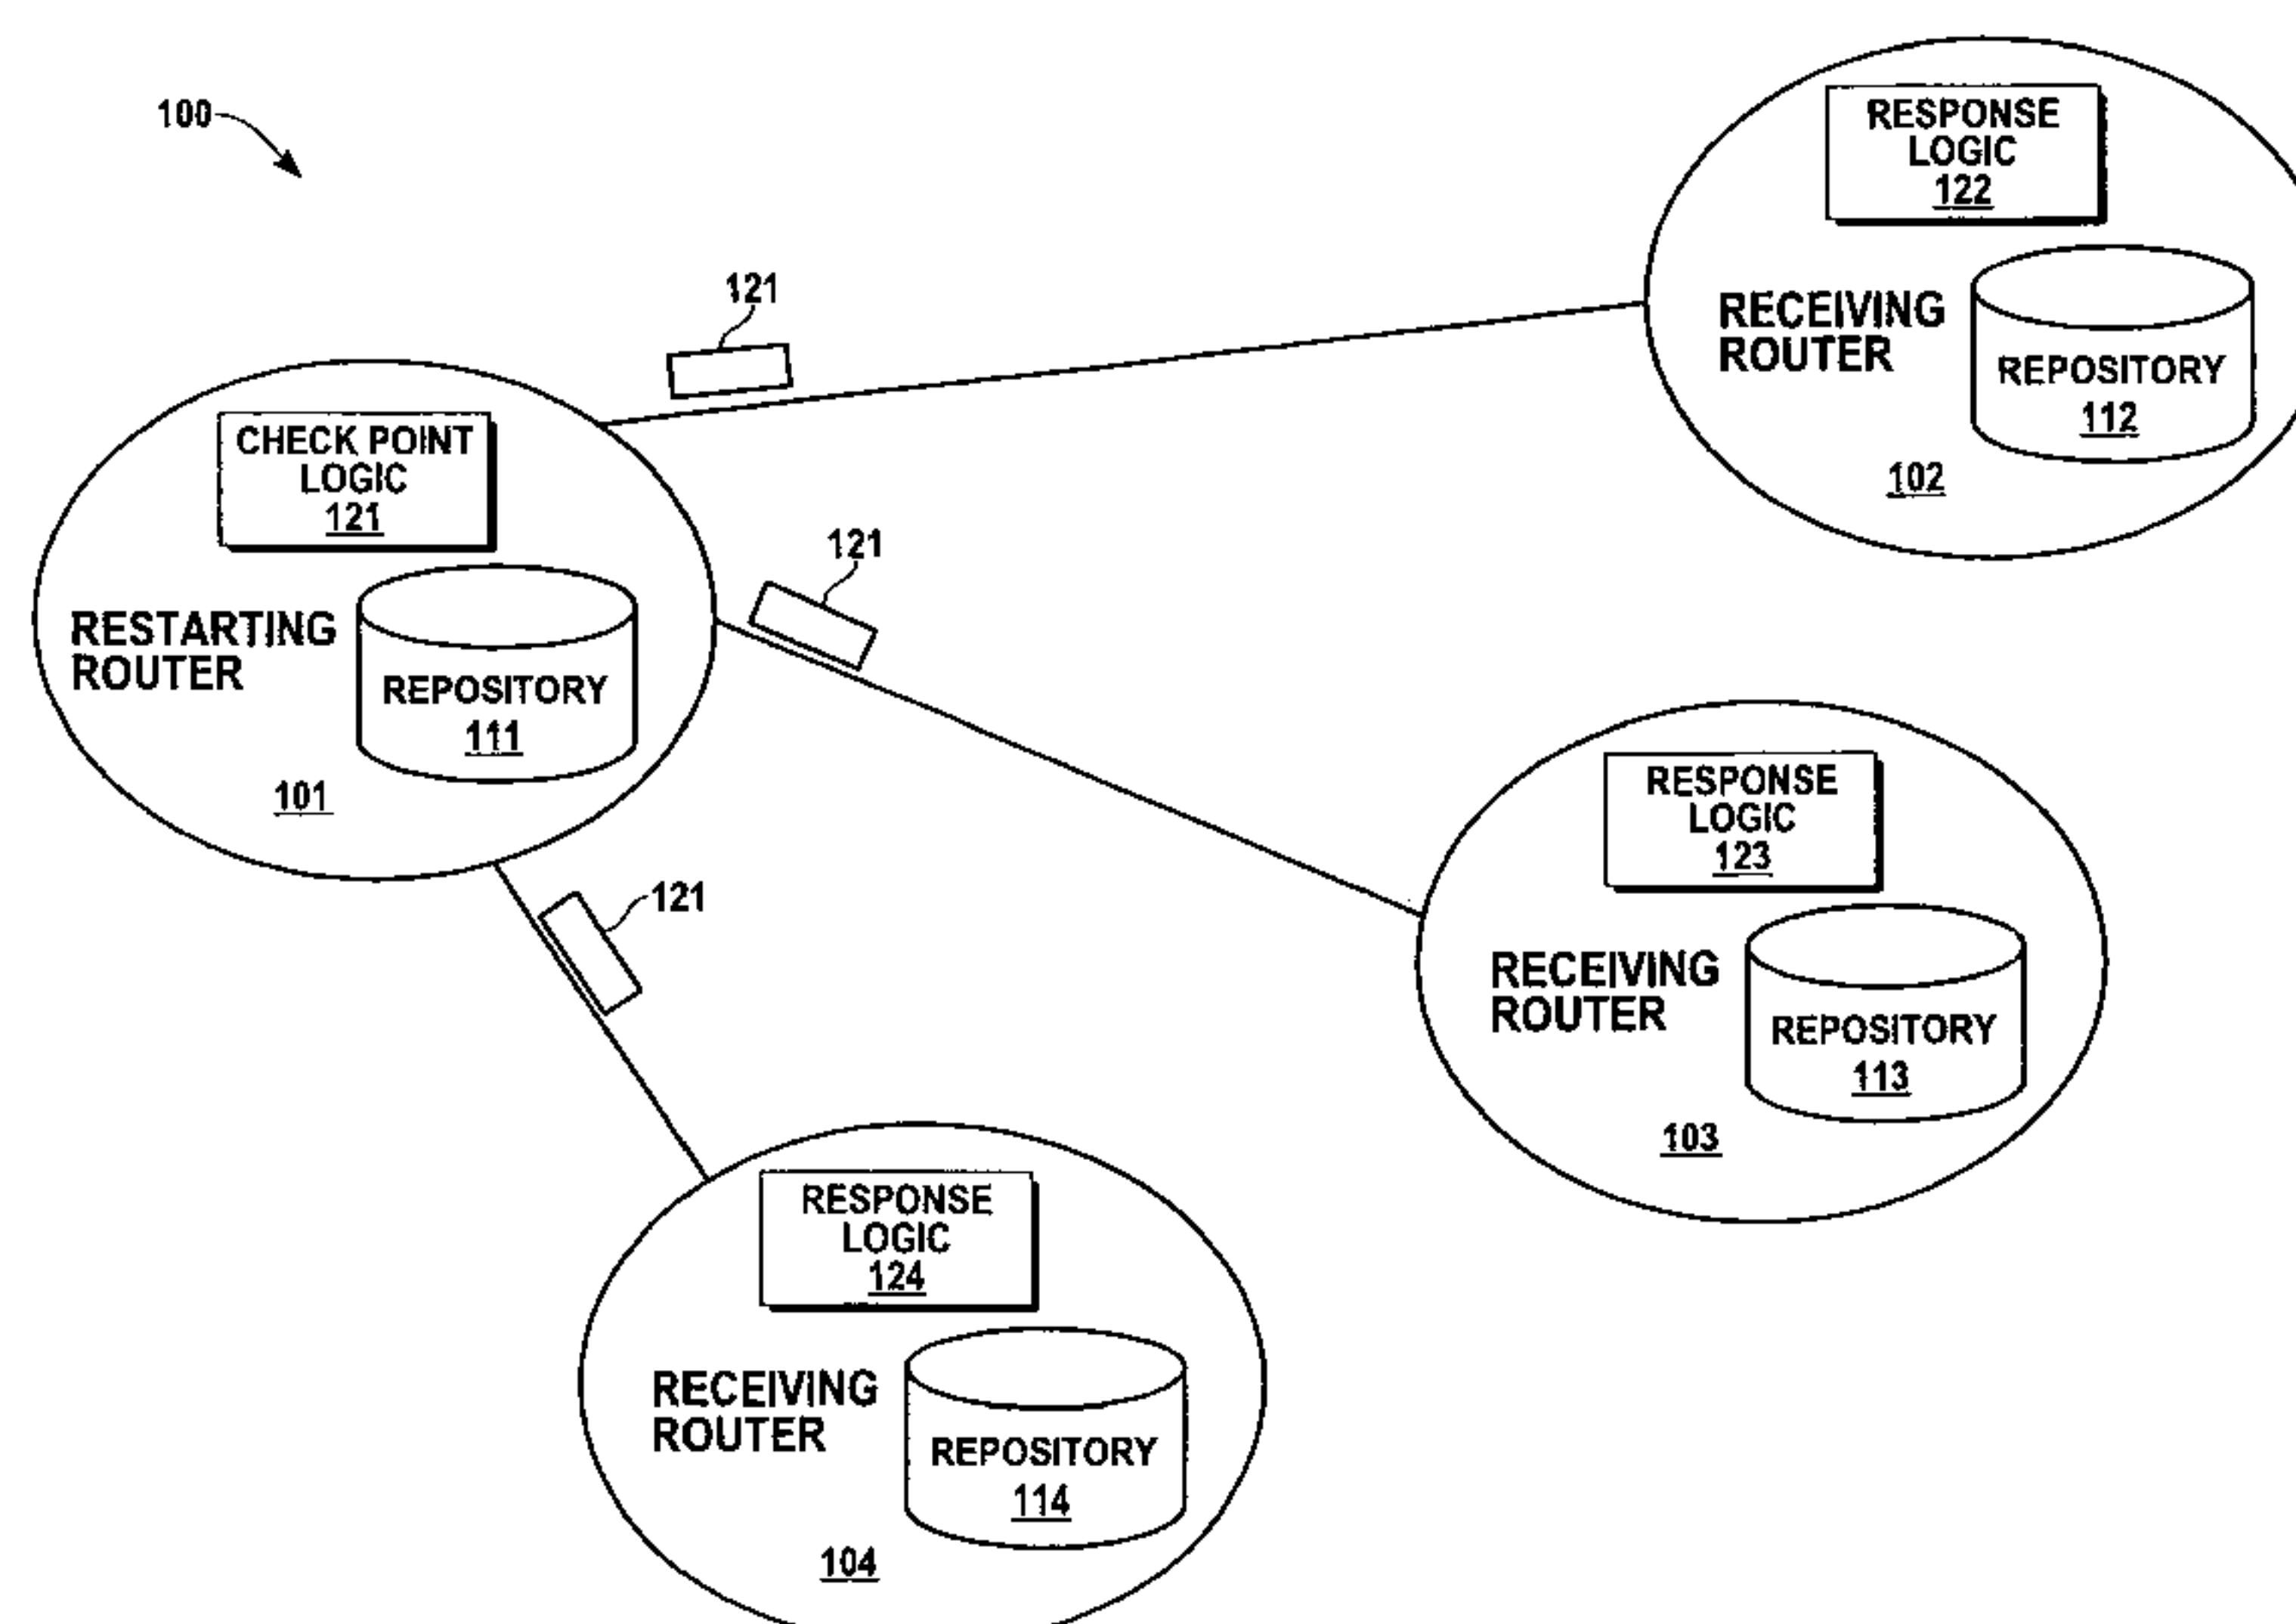 100
RESPONSE
LOGIC
122
RECEIVING
ROUTER
REPOSITORY
112
102
121
CHECK POINT
LOGIC
121
RESTARTING
ROUTER
REPOSITORY
111
101
121
RESPONSE
LOGIC
123
RECEIVING
ROUTER
REPOSITORY
113
103
121
RESPONSE
LOGIC
124
RECEIVING
ROUTER
REPOSITORY
114
104